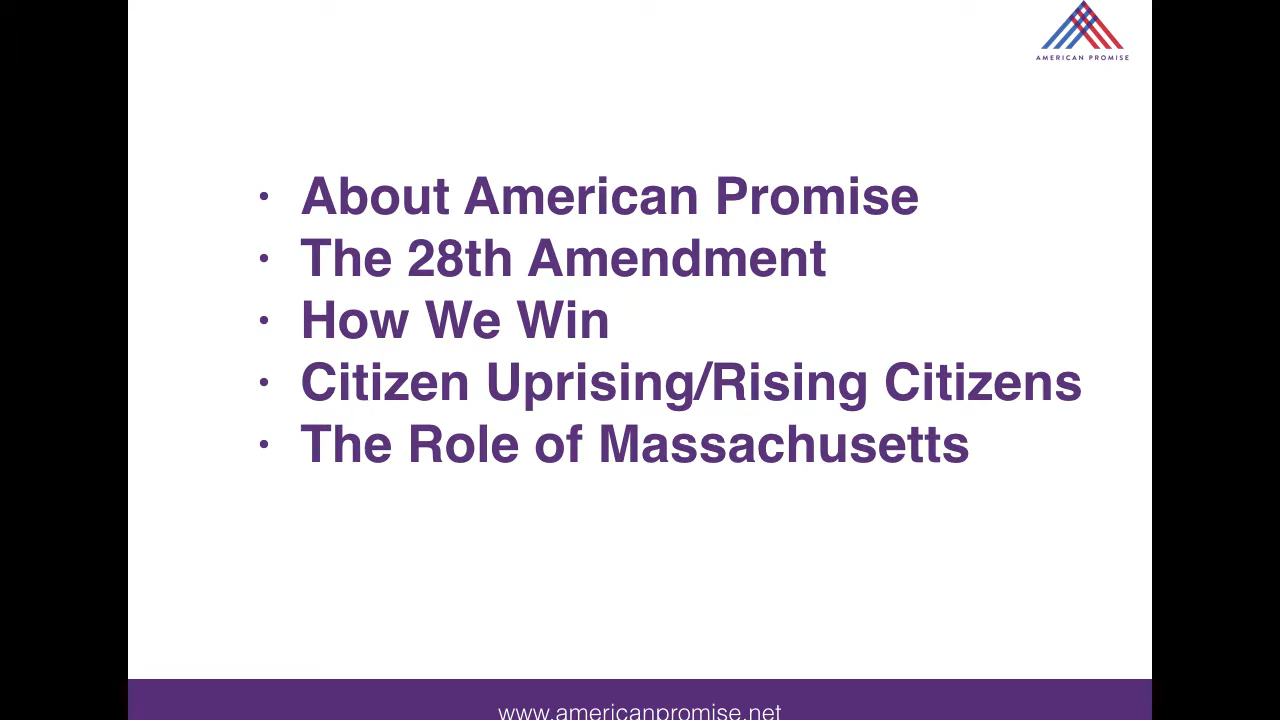 AMERICAN PROMISE
· About American Promise
· The 28th Amendment
· How We Win
· Citizen Uprising/Rising Citizens
· The Role of Massachusetts
www.americanpromise.net